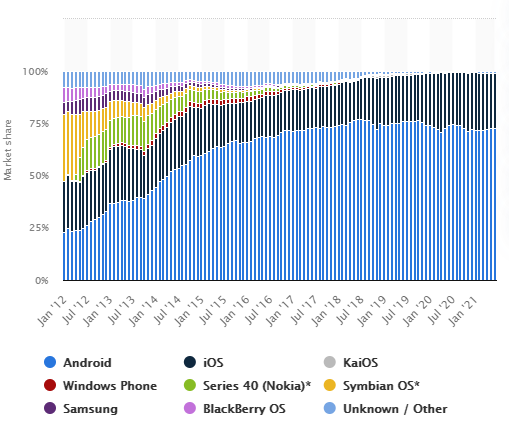 100%
75%
50%
25%
0%
Market share
Jan '12
Jul '12
Jan '13
Jul '13
Jan '14
Jul '14
Jan '15
Jul '15
Jan '16
Jul '16
Jan '17
Jul '17
Jan '18
Jul '18
Jan '19
Jul '19
Jan '20
Jul '20
Jan '21
Android iOS KaiOS
Windows Phone Series 40 (Nokia)* Symbian OS*
Samsung BlackBerry OS Unknown / Other